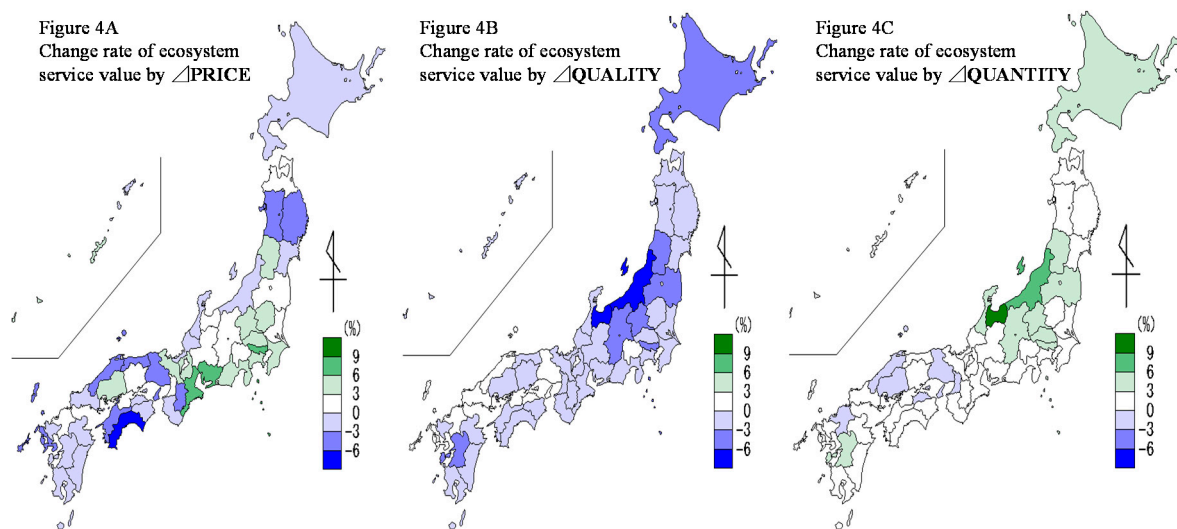 Figure 4A
Change rate of ecosystem
service value by ⊿PRICE
(%)
9
6
3
0
−3
−6
Figure 4B
Change rate of ecosystem
service value by ⊿QUALITY
(%)
9
6
3
0
−3
−6
Figure 4C
Change rate of ecosystem
service value by ⊿QUANTITY
(%)
9
6
3
0
−3
−6